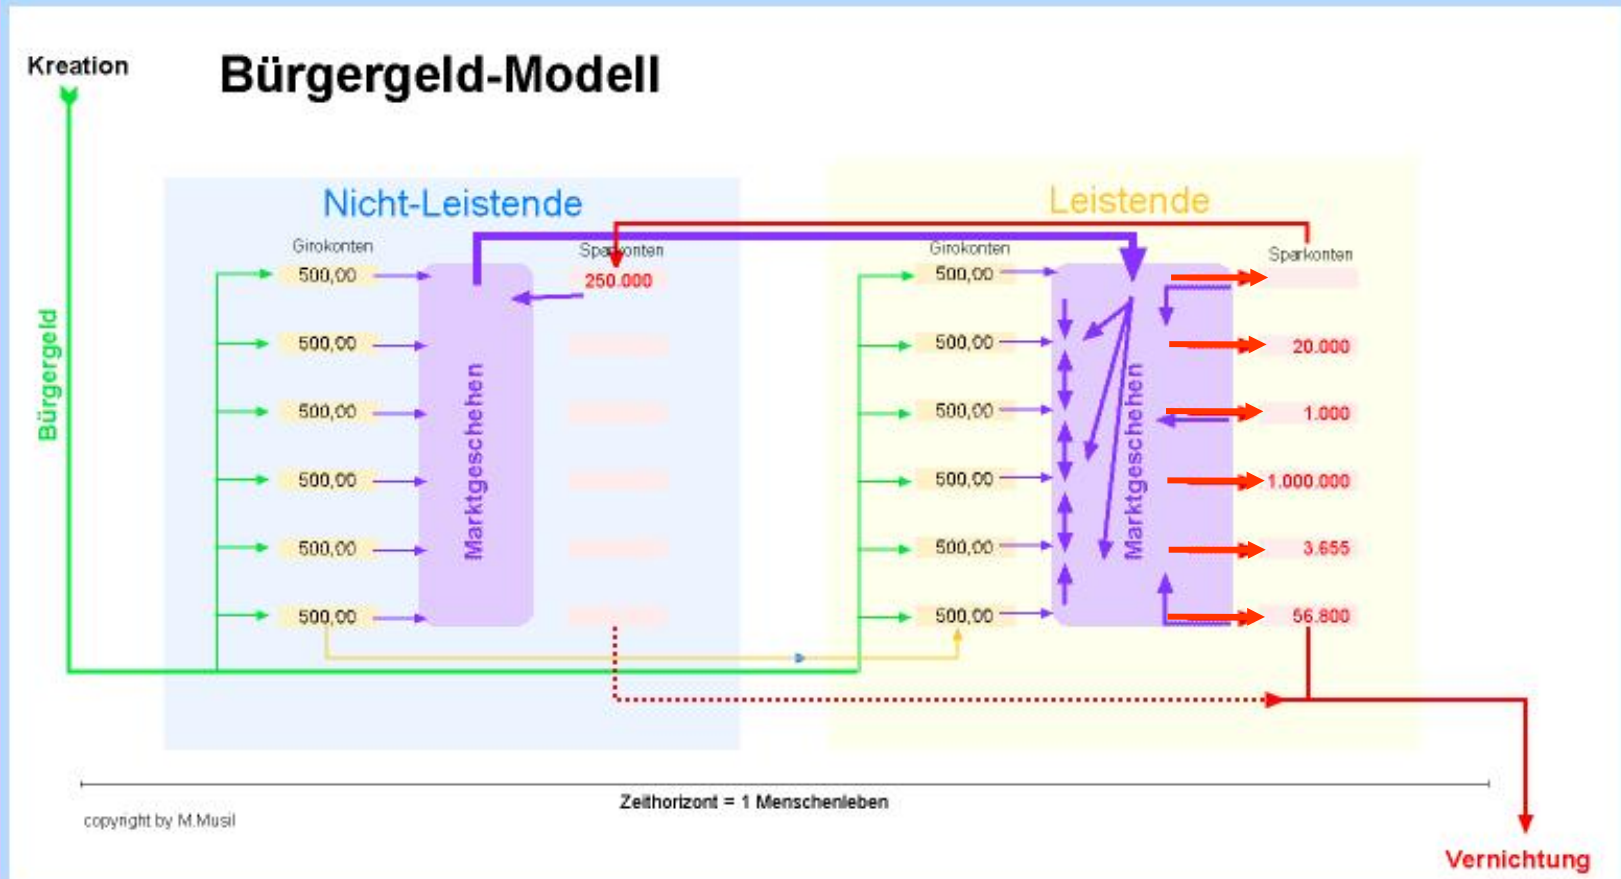 Kreation
Bürgergeld-Modell
Bürgergeld
Nicht-Leistende
Girokonten
Sparkonten
500,00
250.000
500,00
500,00
500,00
500,00
500,00
Marktgeschehen
Leistende
Girokonten
Sparkonten
500,00
500,00
20.000
500,00
1.000
500,00
1.000.000
500,00
3.655
500,00
56.800
Marktgeschehen
Zeithorizont = 1 Menschenleben
copyright by M.Musil
Vernichtung